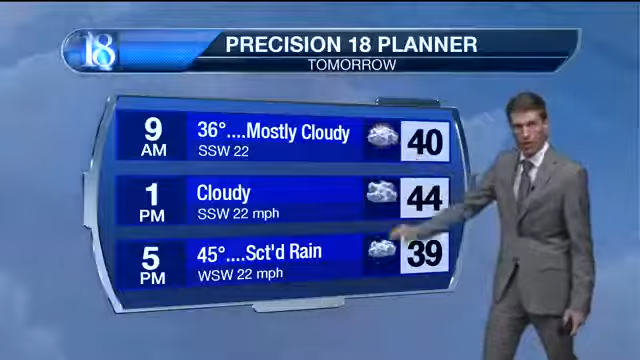 18
PRECISION 18 PLANNER
TOMORROW
9
AM
36°....Mostly Cloudy
SSW 22
40
1
PM
Cloudy
SSW 22 mph
44
5
PM
45°....Sct'd Rain
WSW 22 mph
39